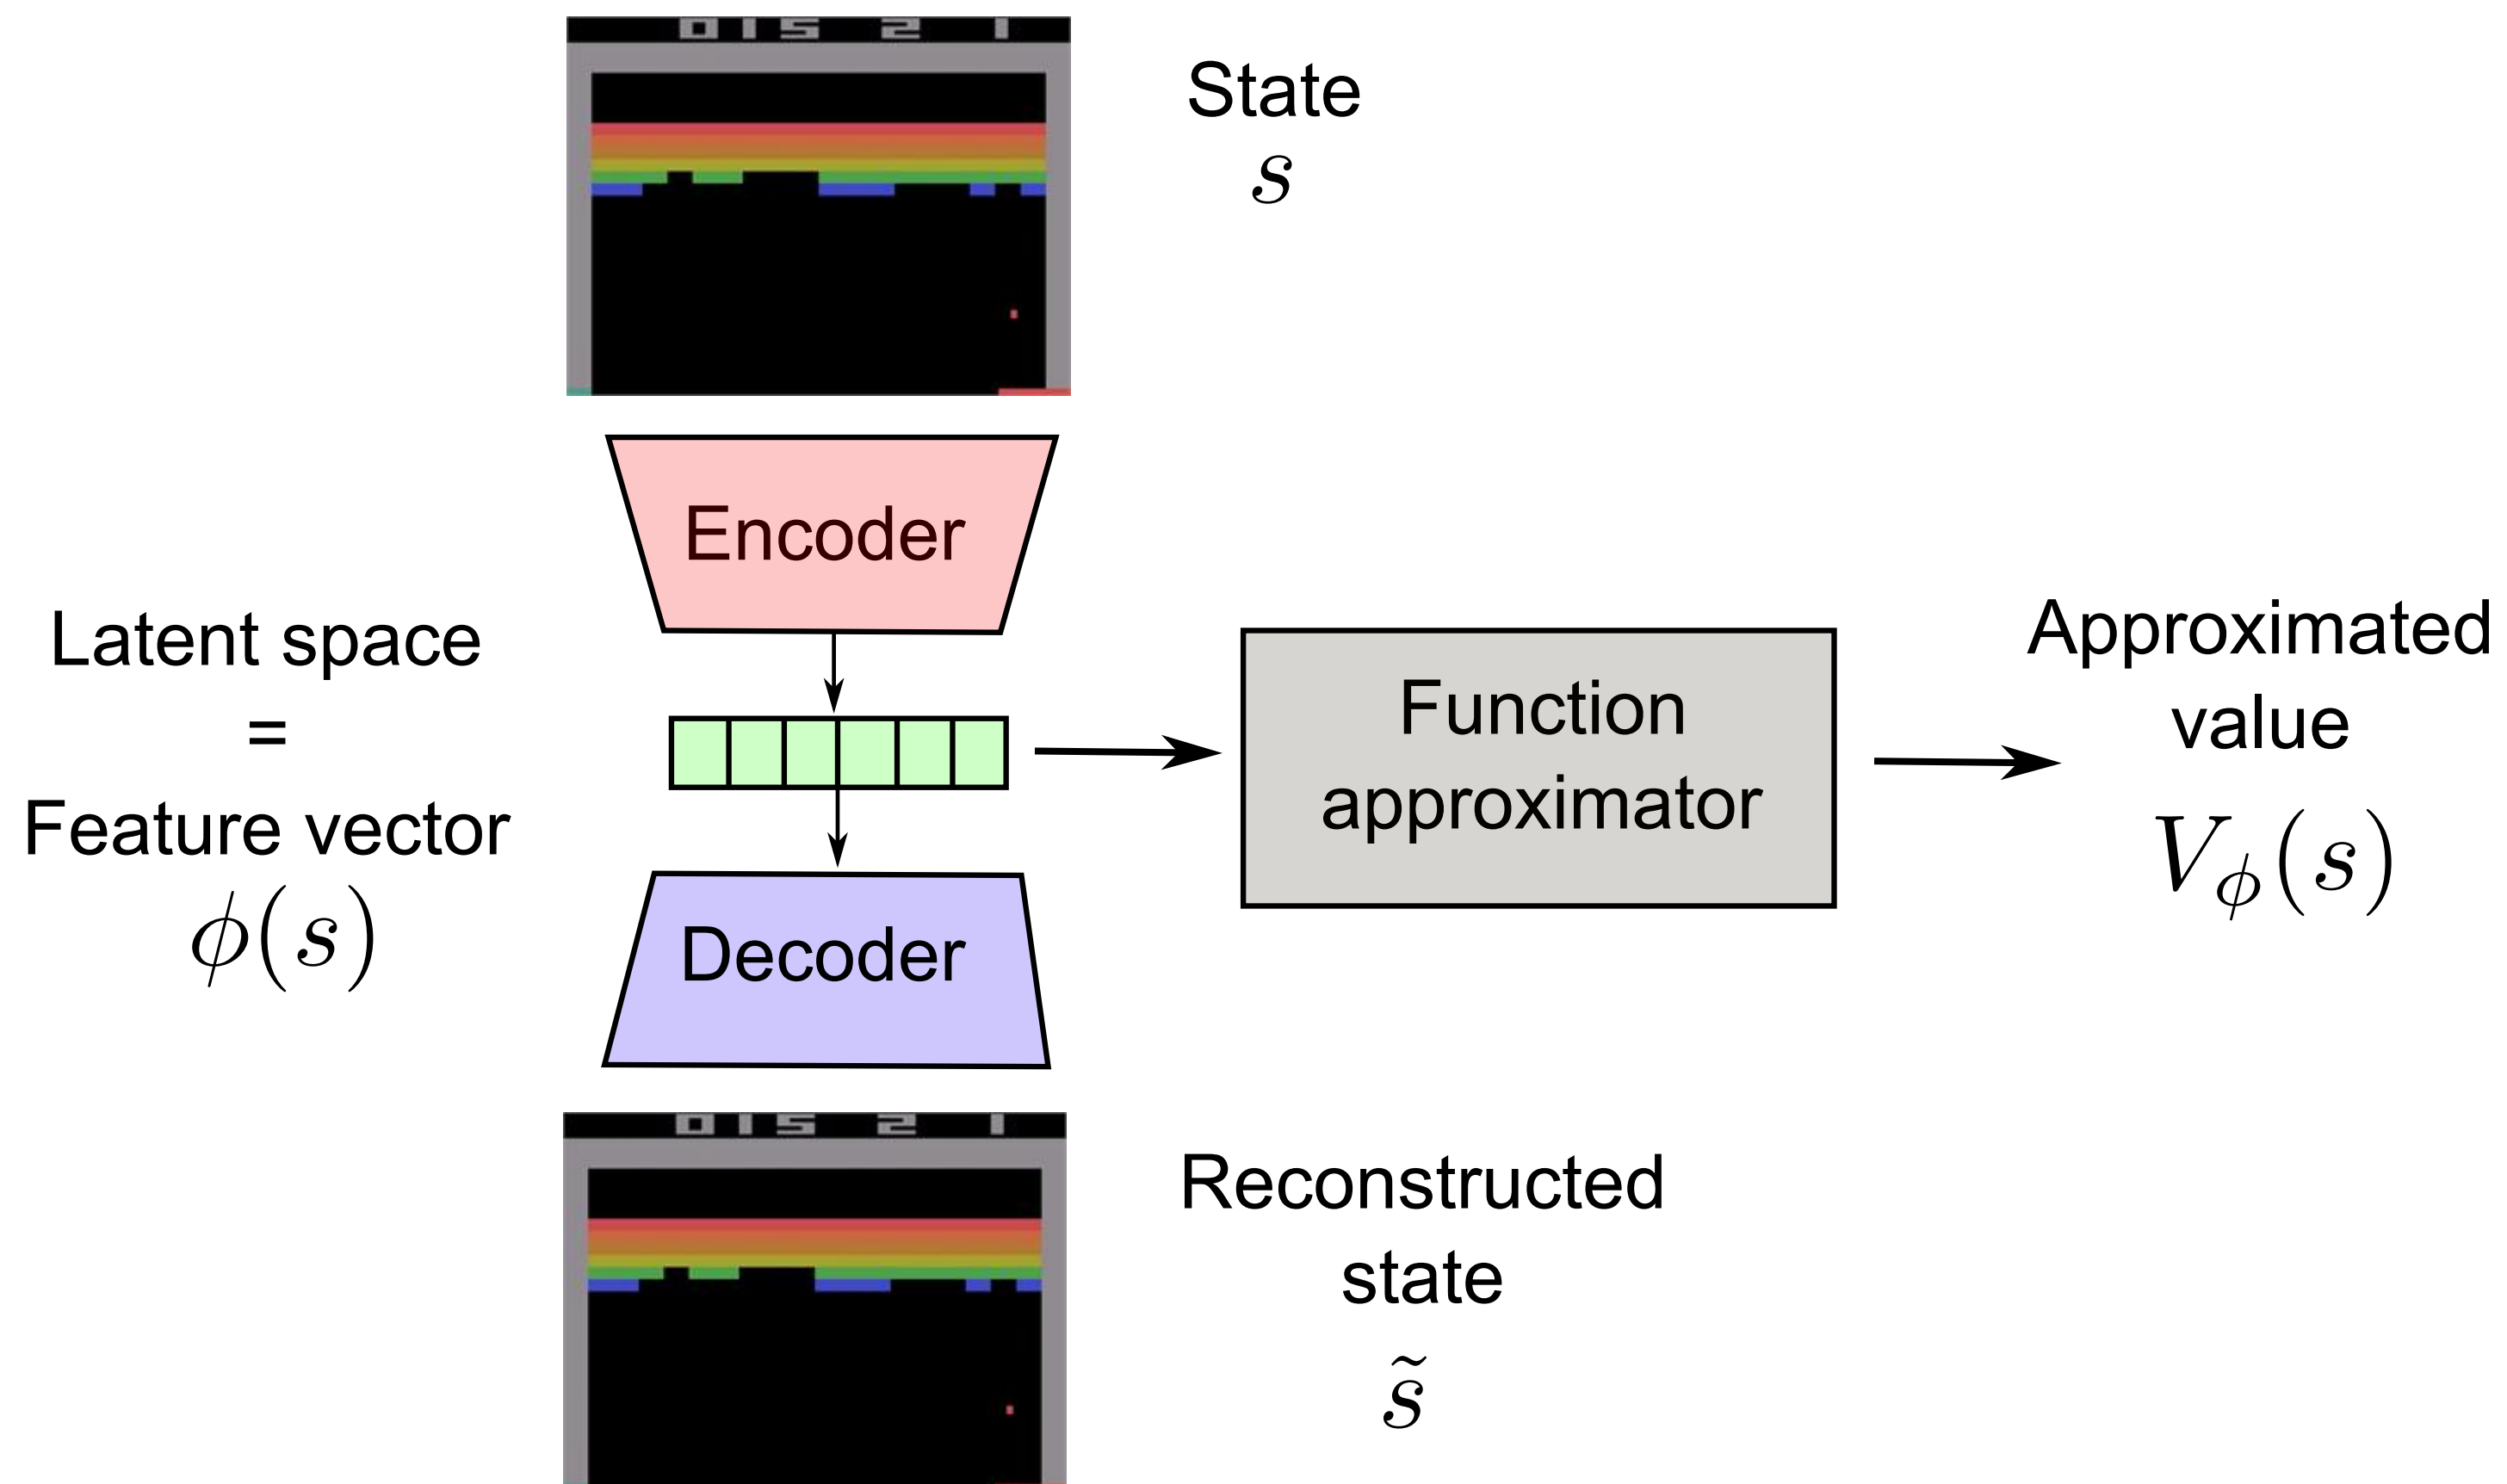 015 2 1
State
s
Encoder
Latent space
=
Feature vector
ϕ(s)
Function
approximator
Approximated
value
V_ϕ(s)
Decoder
015 2 1
Reconstructed
state
s̃